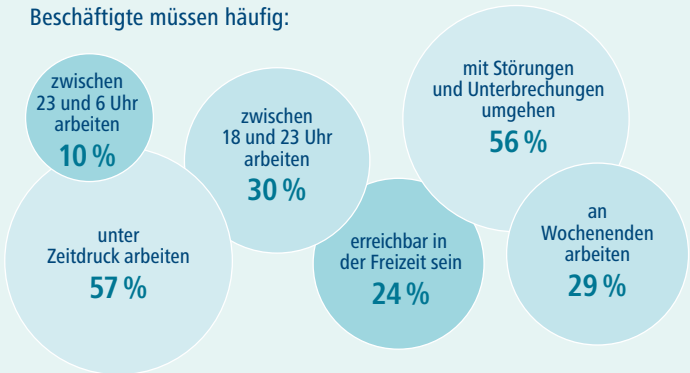 Beschäftigte müssen häufig:
zwischen
23 und 6 Uhr
arbeiten
10 %
zwischen
18 und 23 Uhr
arbeiten
30 %
mit Störungen
und Unterbrechungen
umgehen
56 %
unter
Zeitdruck arbeiten
57 %
erreichbar in
der Freizeit sein
24 %
an
Wochenenden
arbeiten
29 %